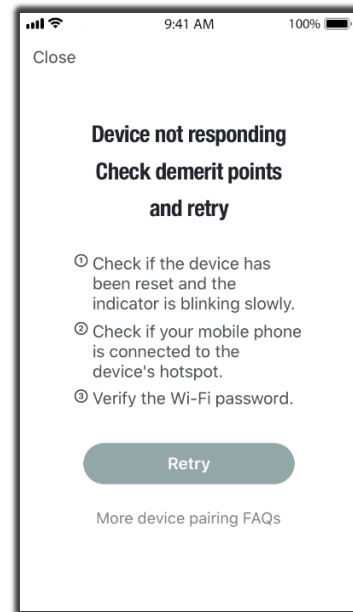 9:41 AM
100%
Close
Device not responding
Check demerit points
and retry
① Check if the device has
been reset and the
indicator is blinking slowly.
② Check if your mobile phone
is connected to the
device's hotspot.
③ Verify the Wi-Fi password.
Retry
More device pairing FAQs